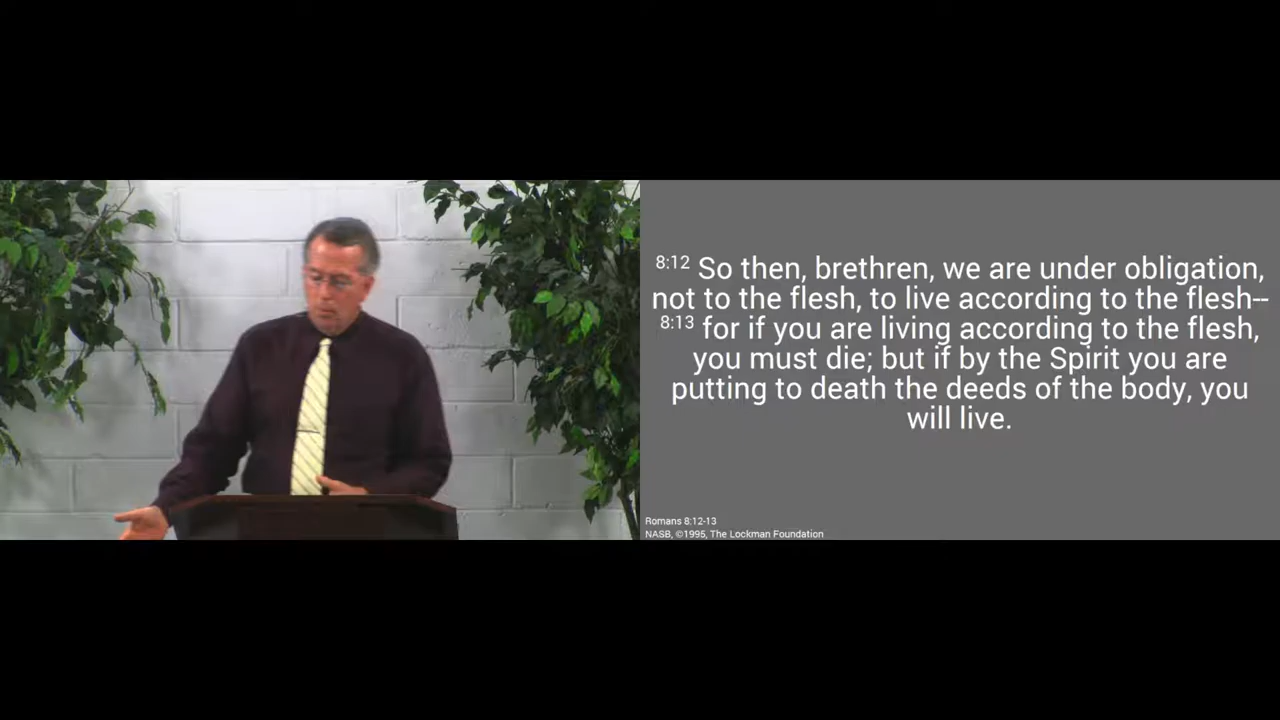 8:12 So then, brethren, we are under obligation,
not to the flesh, to live according to the flesh--
8:13 for if you are living according to the flesh,
you must die; but if by the Spirit you are
putting to death the deeds of the body, you
will live.
Romans 8:12-13
NASB, ©1995, The Lockman Foundation